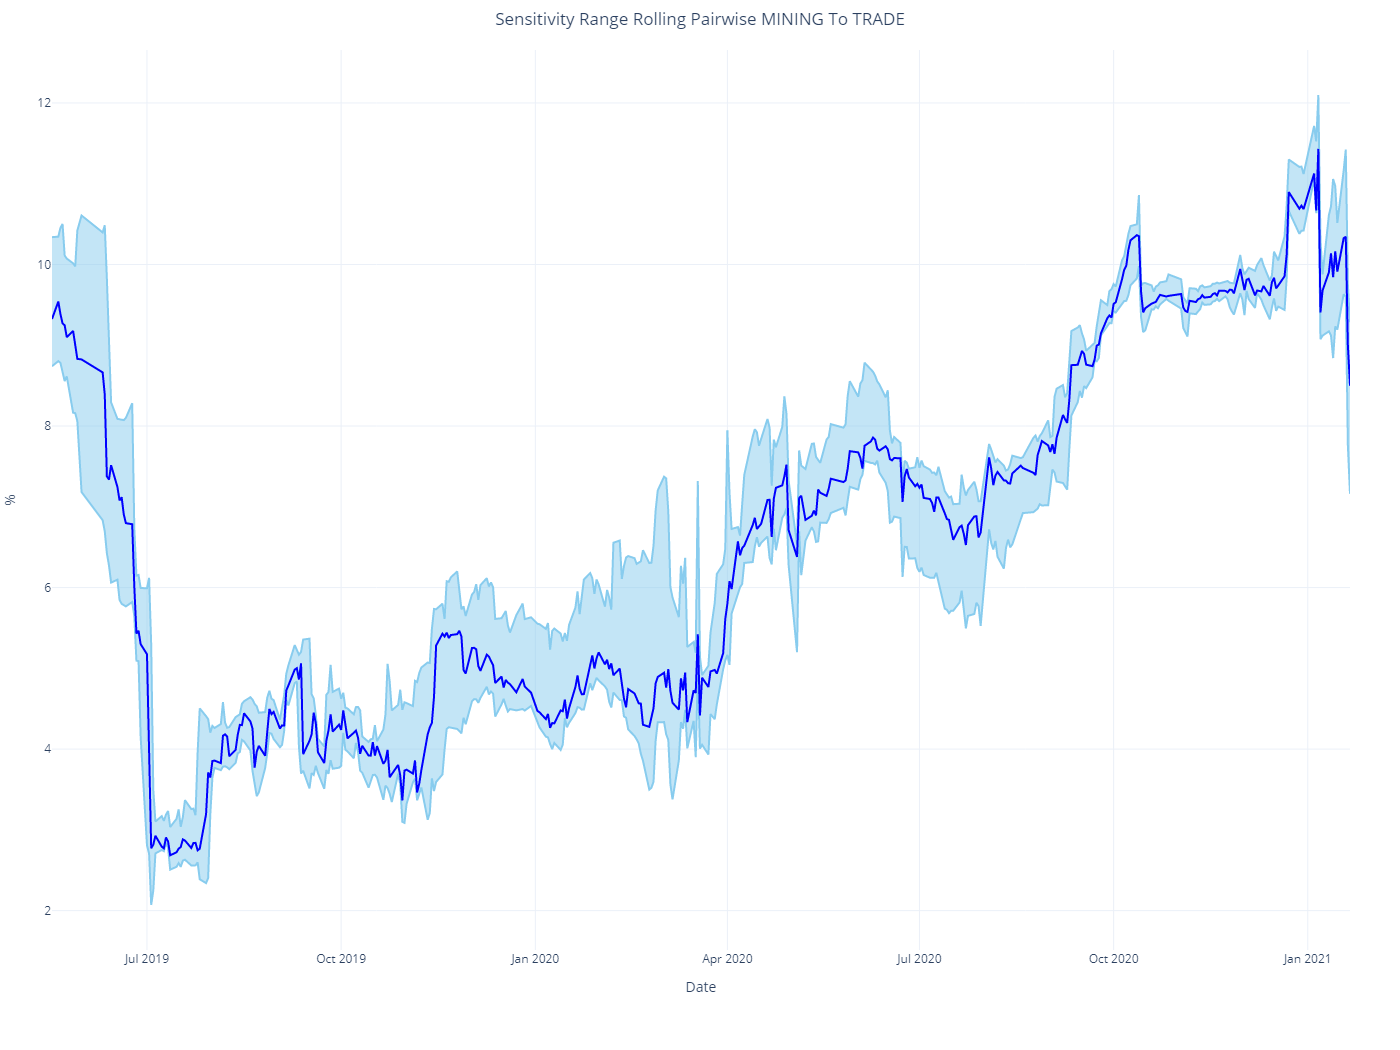 Sensitivity Range Rolling Pairwise MINING To TRADE
12
10
8
6
4
2
%
Jul 2019
Oct 2019
Jan 2020
Apr 2020
Jul 2020
Oct 2020
Jan 2021
Date